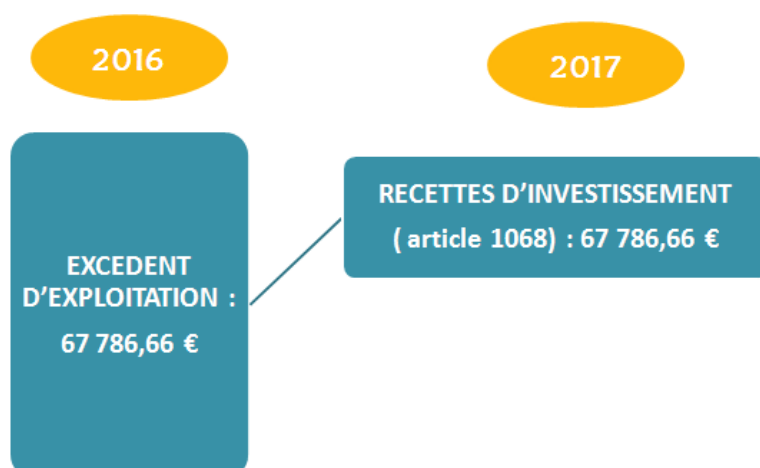 2016
2017
EXCEDENT
D'EXPLOITATION :
67 786,66 €
RECETTES D'INVESTISSEMENT
( article 1068) : 67 786,66 €